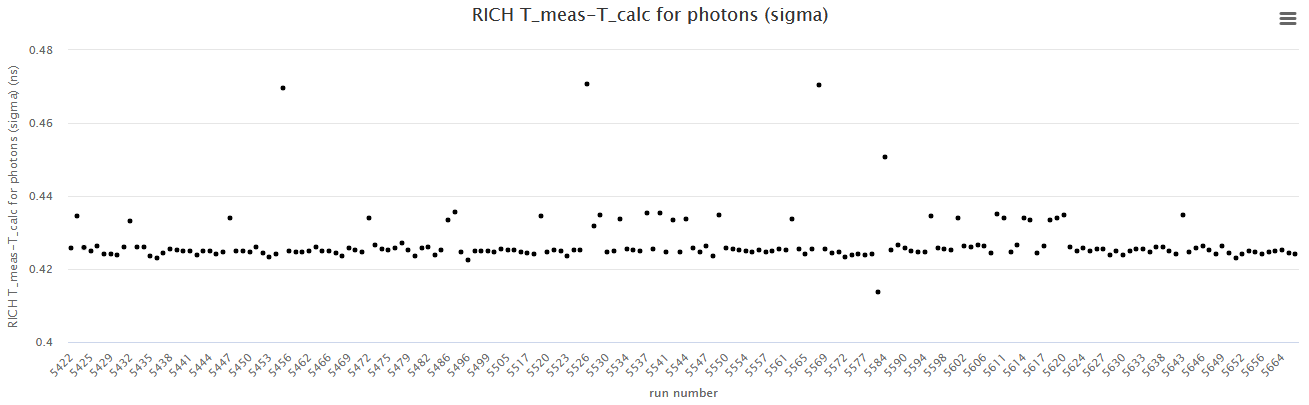 RICH T_meas-T_calc for photons (sigma)
RICH T_meas-T_calc for photons (sigma) (ns)
0.48
0.46
0.44
0.42
0.4
5422 5425 5429 5432 5435 5438 5441 5444 5447 5450 5453 5456 5462 5466 5469 5472 5475 5479 5482 5486 5496 5499 5505 5517 5520 5523 5526 5530 5534 5537 5541 5544 5547 5550 5554 5557 5561 5565 5569 5572 5577 5584 5590 5594 5598 5602 5606 5611 5614 5617 5620 5624 5627 5630 5633 5638 5643 5646 5649 5652 5656 5664
run number